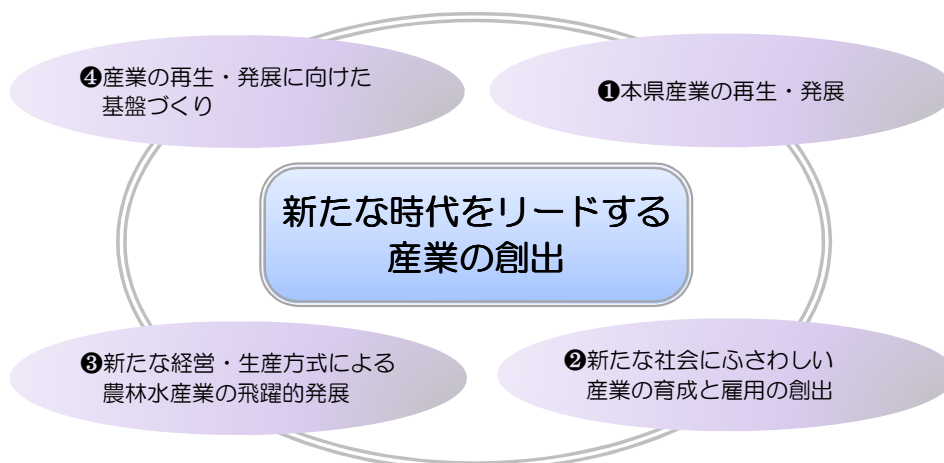 ❹産業の再生・発展に向けた
基盤づくり
❶本県産業の再生・発展
新たな時代をリードする
産業の創出
❸新たな経営・生産方式による
農林水産業の飛躍的発展
❷新たな社会にふさわしい
産業の育成と雇用の創出